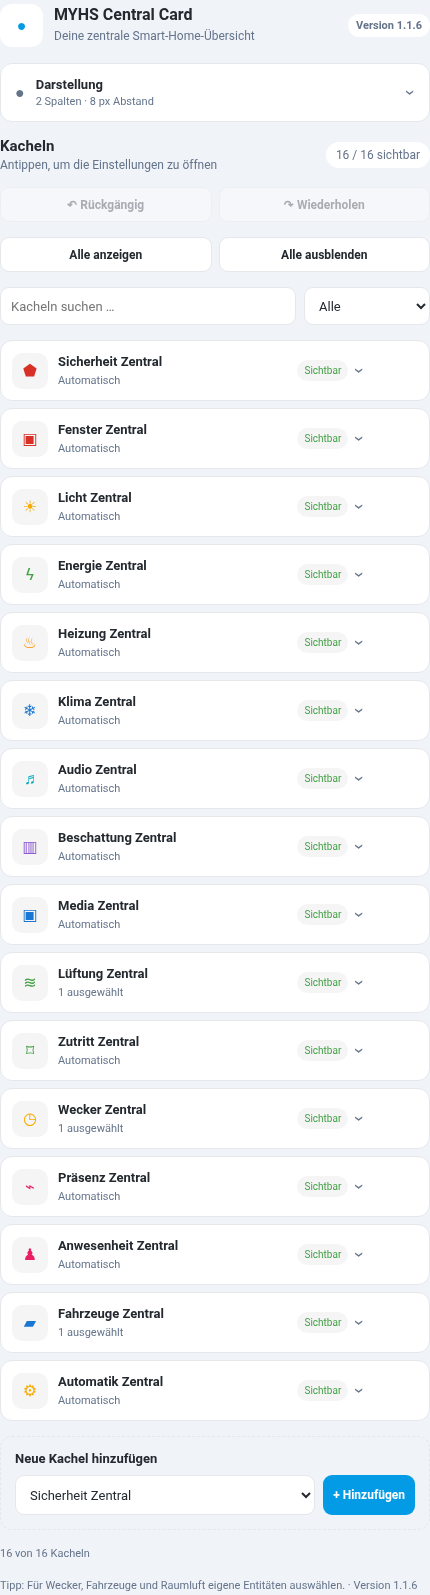 MYHS Central Card
Deine zentrale Smart-Home-Übersicht
Version 1.1.6
Darstellung
2 Spalten · 8 px Abstand
Kacheln
Antippen, um die Einstellungen zu öffnen
16 / 16 sichtbar
↶ Rückgängig
↷ Wiederholen
Alle anzeigen
Alle ausblenden
Kacheln suchen …
Alle
Sicherheit Zentral
Automatisch
Sichtbar
Fenster Zentral
Automatisch
Sichtbar
Licht Zentral
Automatisch
Sichtbar
Energie Zentral
Automatisch
Sichtbar
Heizung Zentral
Automatisch
Sichtbar
Klima Zentral
Automatisch
Sichtbar
Audio Zentral
Automatisch
Sichtbar
Beschattung Zentral
Automatisch
Sichtbar
Media Zentral
Automatisch
Sichtbar
Lüftung Zentral
1 ausgewählt
Sichtbar
Zutritt Zentral
Automatisch
Sichtbar
Wecker Zentral
1 ausgewählt
Sichtbar
Präsenz Zentral
Automatisch
Sichtbar
Anwesenheit Zentral
Automatisch
Sichtbar
Fahrzeuge Zentral
1 ausgewählt
Sichtbar
Automatik Zentral
Automatisch
Sichtbar
Neue Kachel hinzufügen
Sicherheit Zentral
+ Hinzufügen
16 von 16 Kacheln
Tipp: Für Wecker, Fahrzeuge und Raumluft eigene Entitäten auswählen. · Version 1.1.6